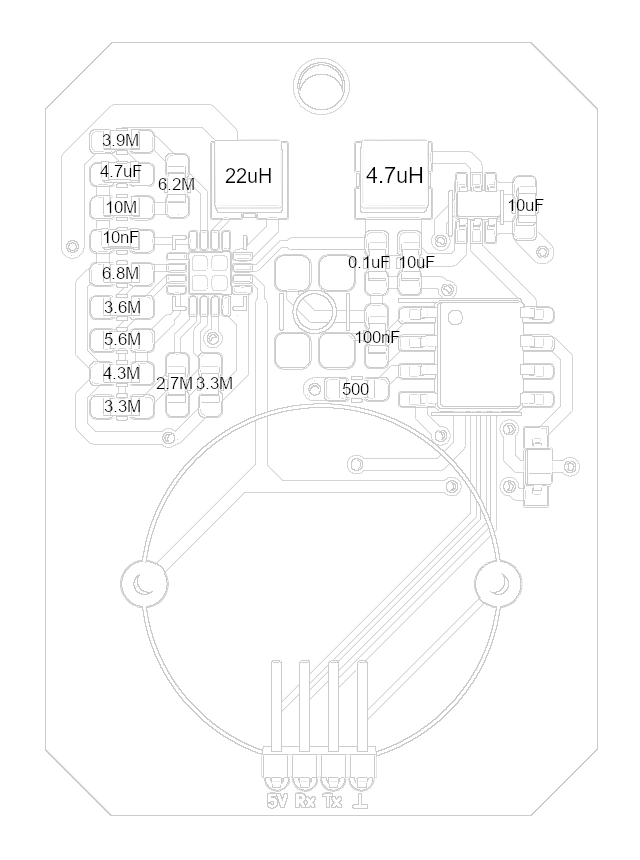 3.9M
4.7uF
6.2M
22uH
4.7uH
10M
10uF
10nF
6.8M
0.1uF
10uF
3.6M
5.6M
100nF
4.3M
2.7M
3.3M
500
3.3M
5V Rx Tx ⊥